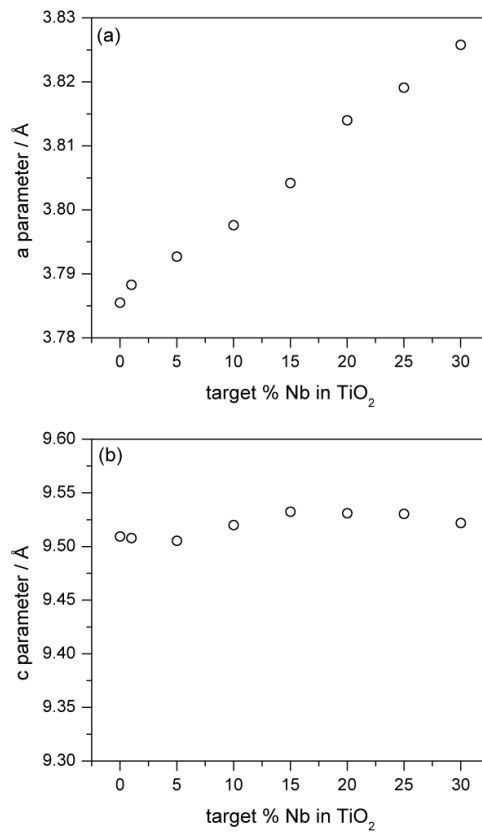 (a)
a parameter / Å
3.83
3.82
3.81
3.80
3.79
3.78
0 5 10 15 20 25 30
target % Nb in TiO₂
(b)
c parameter / Å
9.60
9.55
9.50
9.45
9.40
9.35
9.30
0 5 10 15 20 25 30
target % Nb in TiO₂